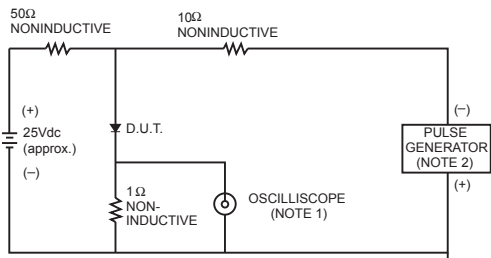 50Ω
NONINDUCTIVE
10Ω
NONINDUCTIVE
(+)
25Vdc
(approx.)
(–)
D.U.T.
1Ω
NON-
INDUCTIVE
OSCILLISCOPE
(NOTE 1)
(–)
PULSE
GENERATOR
(NOTE 2)
(+)